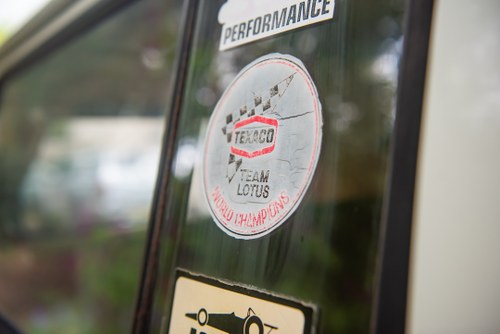 PERFORMANCE
TEXACO
TEAM
LOTUS
WORLD CHAMPIONS